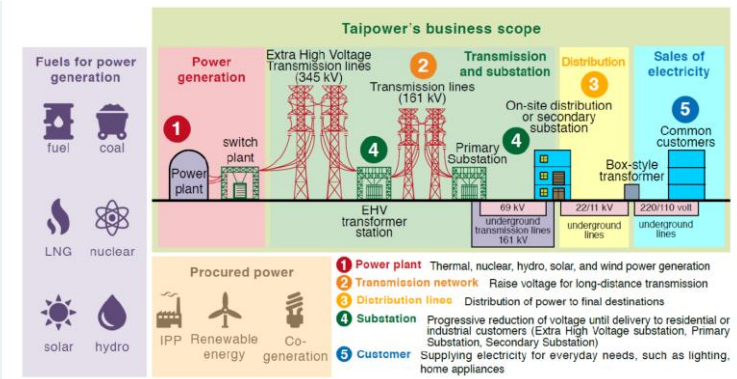 Taipower's business scope
Fuels for power
generation
fuel
coal
LNG
nuclear
solar
hydro
Power
generation
1
Power
plant
switch
plant
Extra High Voltage
Transmission lines
(345 kV)
2
Transmission lines
(161 kV)
4
EHV
transformer
station
Transmission
and substation
Primary
Substation
4
On-site distribution
or secondary
substation
69 kV
underground
transmission lines
161 kV
Distribution
3
22/11 kV
underground
lines
Box-style
transformer
Sales of
electricity
5
Common
customers
220/110 volt
underground
lines
Procured power
IPP
Renewable
energy
Co-
generation
1 Power plant Thermal, nuclear, hydro, solar, and wind power generation
2 Transmission network Raise voltage for long-distance transmission
3 Distribution lines Distribution of power to final destinations
4 Substation Progressive reduction of voltage until delivery to residential or
industrial customers (Extra High Voltage substation, Primary
Substation, Secondary Substation)
5 Customer Supplying electricity for everyday needs, such as lighting,
home appliances